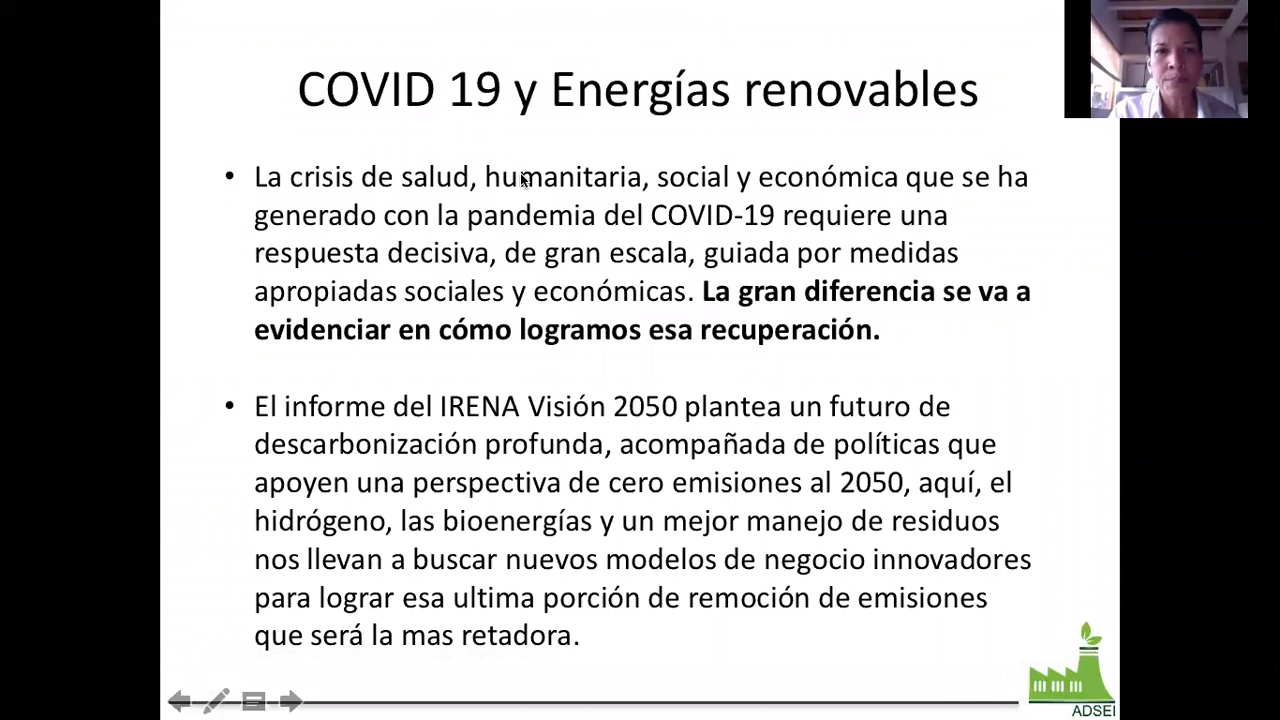 COVID 19 y Energías renovables
• La crisis de salud, humanitaria, social y económica que se ha
generado con la pandemia del COVID-19 requiere una
respuesta decisiva, de gran escala, guiada por medidas
apropiadas sociales y económicas. La gran diferencia se va a
evidenciar en cómo logramos esa recuperación.
• El informe del IRENA Visión 2050 plantea un futuro de
descarbonización profunda, acompañada de políticas que
apoyen una perspectiva de cero emisiones al 2050, aquí, el
hidrógeno, las bioenergías y un mejor manejo de residuos
nos llevan a buscar nuevos modelos de negocio innovadores
para lograr esa ultima porción de remoción de emisiones
que será la mas retadora.
ADSEI